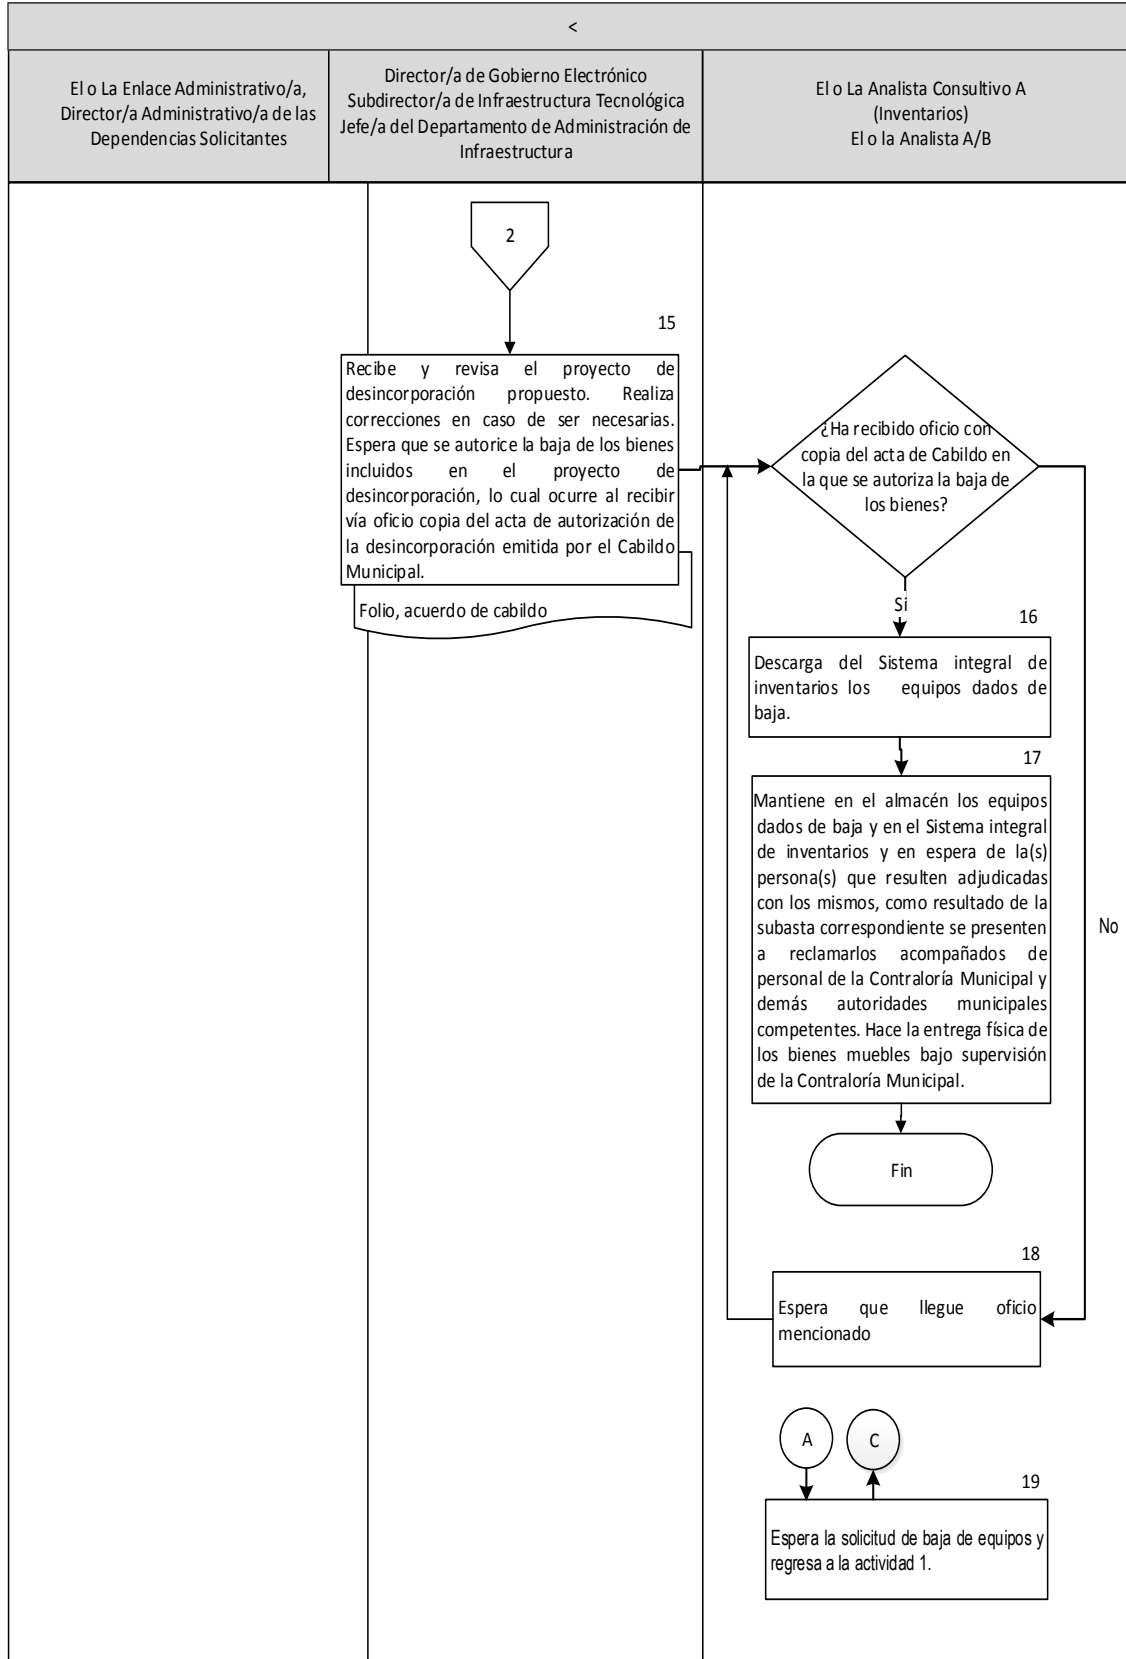 <
El o La Enlace Administrativo/a,
Director/a Administrativo/a de las
Dependencias Solicitantes
Director/a de Gobierno Electrónico
Subdirector/a de Infraestructura Tecnológica
Jefe/a del Departamento de Administración de
Infraestructura
El o La Analista Consultivo A
(Inventarios)
El o la Analista A/B
2
15
Recibe y revisa el proyecto de
desincorporación propuesto. Realiza
correcciones en caso de ser necesarias.
Espera que se autorice la baja de los bienes
incluidos en el proyecto de
desincorporación, lo cual ocurre al recibir
vía oficio copia del acta de autorización de
la desincorporación emitida por el Cabildo
Municipal.
Folio, acuerdo de cabildo
¿Ha recibido oficio con
copia del acta de Cabildo en
la que se autoriza la baja de
los bienes?
Si
16
Descarga del Sistema integral de
inventarios los equipos dados de
baja.
17
Mantiene en el almacén los equipos
dados de baja y en el Sistema integral
de inventarios y en espera de la(s)
persona(s) que resulten adjudicadas
con los mismos, como resultado de la
subasta correspondiente se presenten
a reclamarlos acompañados de
personal de la Contraloría Municipal y
demás autoridades municipales
competentes. Hace la entrega física de
los bienes muebles bajo supervisión
de la Contraloría Municipal.
No
Fin
18
Espera que llegue oficio
mencionado
A
C
19
Espera la solicitud de baja de equipos y
regresa a la actividad 1.